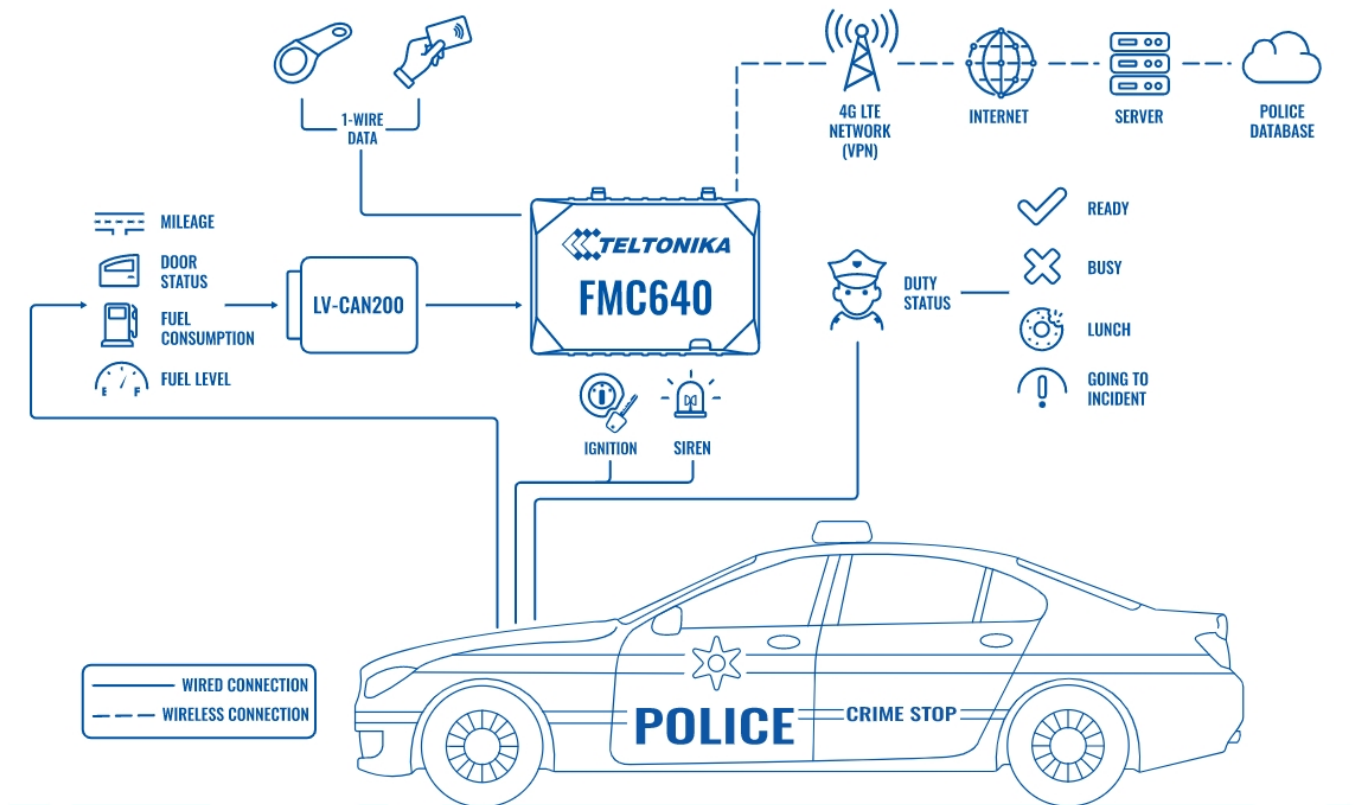 1-WIRE
DATA
4G LTE
NETWORK
(VPN)
INTERNET
SERVER
POLICE
DATABASE
MILEAGE
DOOR
STATUS
FUEL
CONSUMPTION
FUEL LEVEL
E F
LV-CAN200
TELTONIKA
FMC640
IGNITION
SIREN
DUTY
STATUS
READY
BUSY
LUNCH
GOING TO
INCIDENT
WIRED CONNECTION
WIRELESS CONNECTION
POLICE
CRIME STOP